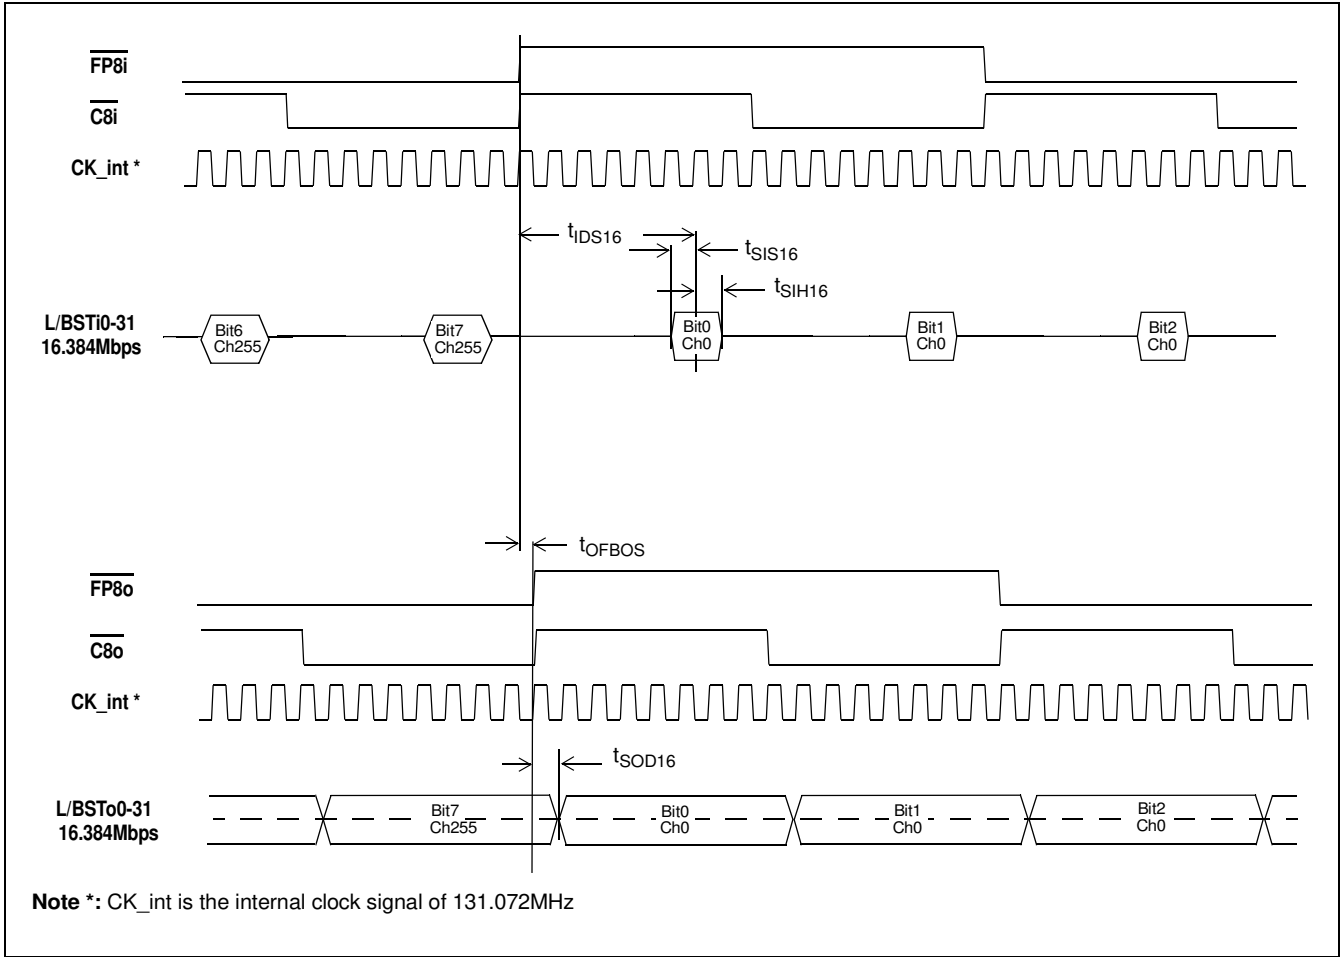 FP8i
C8i
CK_int *
tIDS16
tSIS16
tSIH16
L/BSTi0-31
16.384Mbps
Bit6
Ch255
Bit7
Ch255
Bit0
Ch0
Bit1
Ch0
Bit2
Ch0
tOFBOS
FP8o
C8o
CK_int *
tSOD16
L/BSTo0-31
16.384Mbps
Bit7
Ch255
Bit0
Ch0
Bit1
Ch0
Bit2
Ch0
Note *: CK_int is the internal clock signal of 131.072MHz